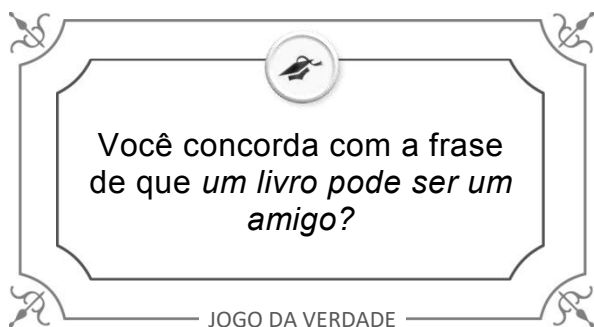 Você concorda com a frase
de que um livro pode ser um
amigo?
JOGO DA VERDADE